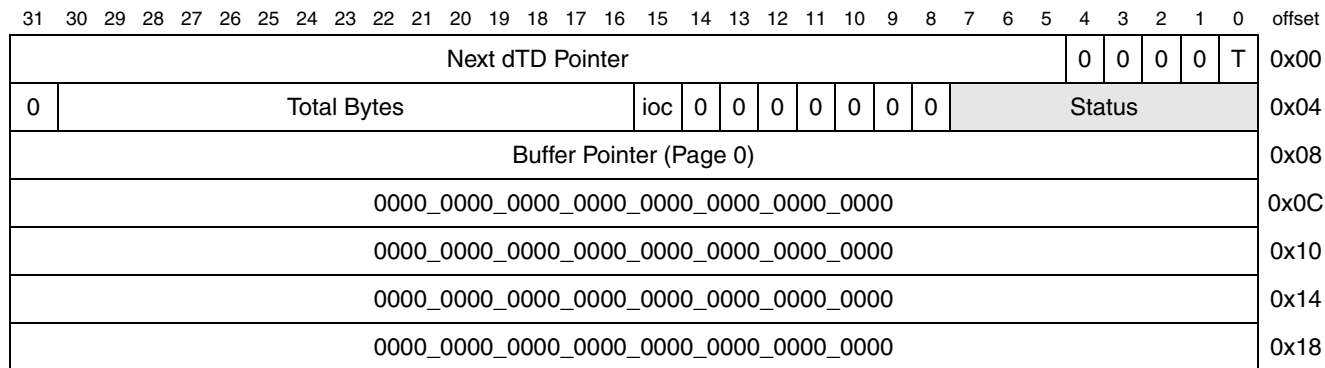 31 30 29 28 27 26 25 24 23 22 21 20 19 18 17 16 15 14 13 12 11 10 9 8 7 6 5 4 3 2 1 0 offset
Next dTD Pointer 0 0 0 0 T 0x00
0 Total Bytes ioc 0 0 0 0 0 0 0 Status 0x04
Buffer Pointer (Page 0) 0x08
0000_0000_0000_0000_0000_0000_0000_0000 0x0C
0000_0000_0000_0000_0000_0000_0000_0000 0x10
0000_0000_0000_0000_0000_0000_0000_0000 0x14
0000_0000_0000_0000_0000_0000_0000_0000 0x18